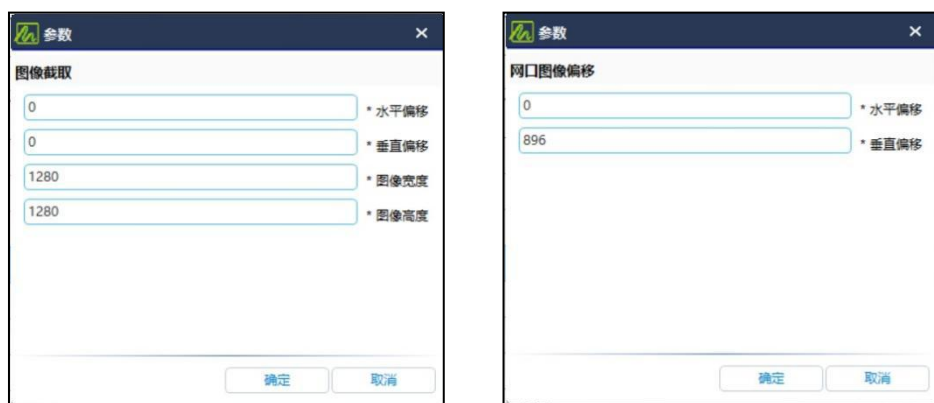 参数 ×
图像截取
0 * 水平偏移
0 * 垂直偏移
1280 * 图像宽度
1280 * 图像高度
确定 取消
参数 ×
网口图像偏移
0 * 水平偏移
896 * 垂直偏移
确定 取消